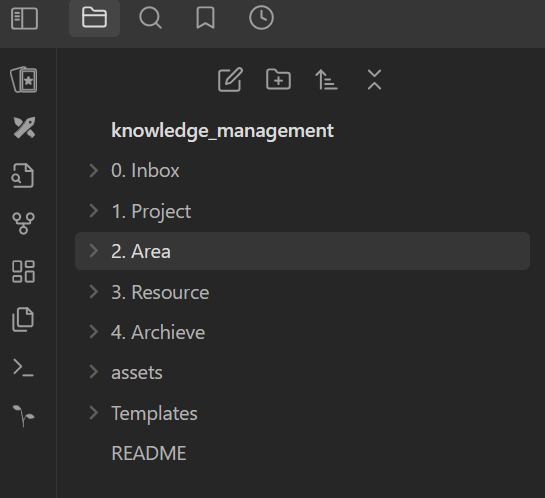 knowledge_management
0. Inbox
1. Project
2. Area
3. Resource
4. Archieve
assets
Templates
README